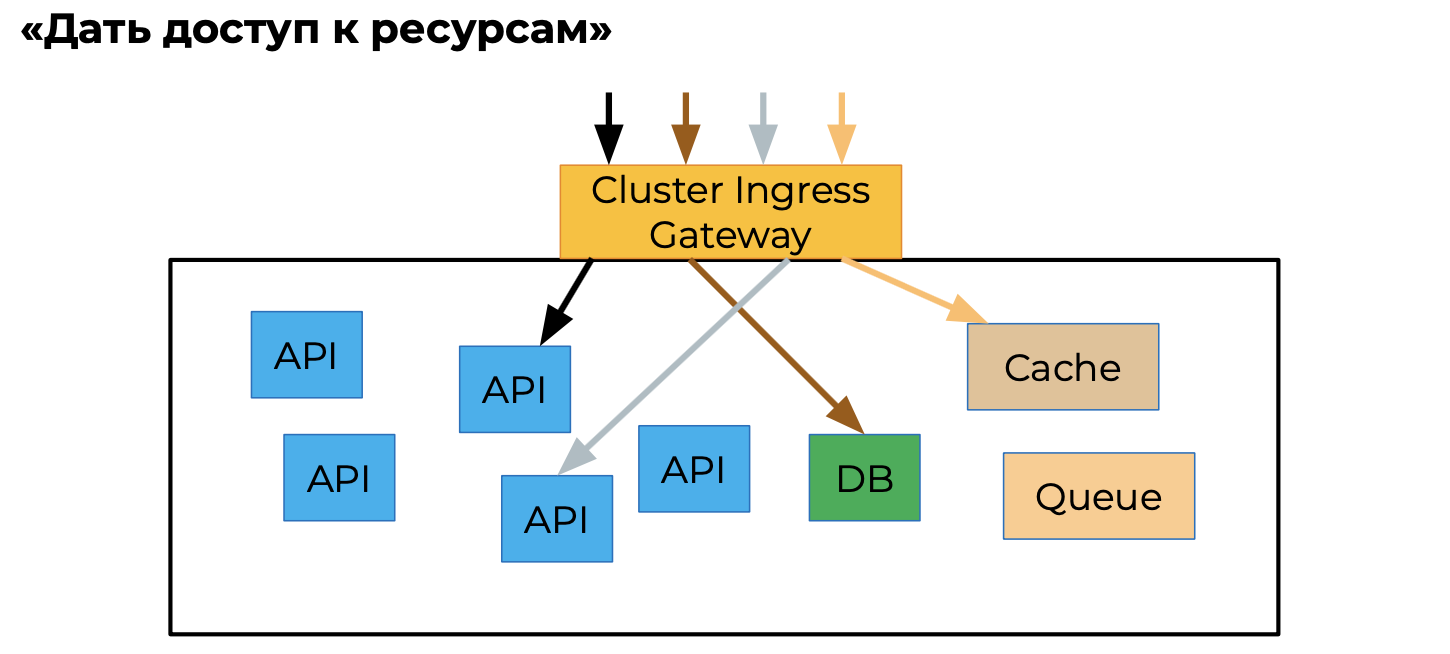 «Дать доступ к ресурсам»
Cluster Ingress
Gateway
API
API
Cache
API
API
API
DB
Queue